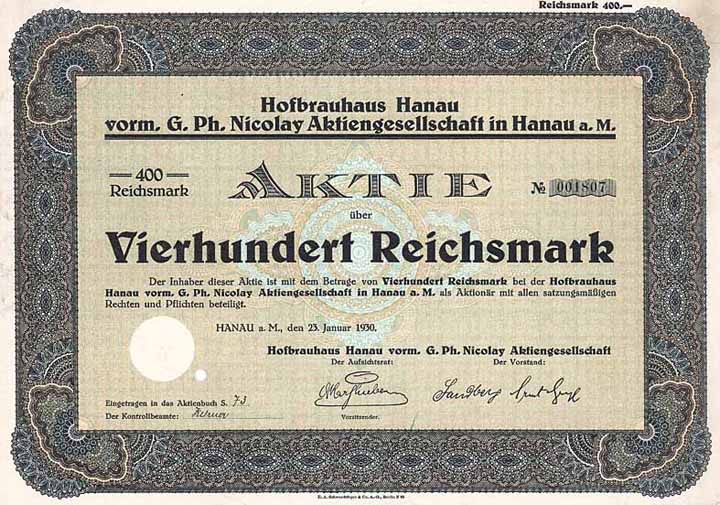 Reichsmark 400.—
Hofbrauhaus Hanau
vorm. G. Ph. Nicolay Aktiengesellschaft in Hanau a. M.
— 400 —
Reichsmark
AKTIE
№ 001807
über
Vierhundert Reichsmark
Der Inhaber dieser Aktie ist mit dem Betrage von Vierhundert Reichsmark bei der Hofbrauhaus
Hanau vorm. G. Ph. Nicolay Aktiengesellschaft in Hanau a. M. als Aktionär mit allen satzungsmäßigen
Rechten und Pflichten beteiligt.
HANAU a. M., den 23. Januar 1930.
Hofbrauhaus Hanau vorm. G. Ph. Nicolay Aktiengesellschaft
Der Aufsichtsrat: Der Vorstand:
Sandberg
Eingetragen in das Aktienbuch S. 73
Der Kontrollbeamte:
Vorsitzender.